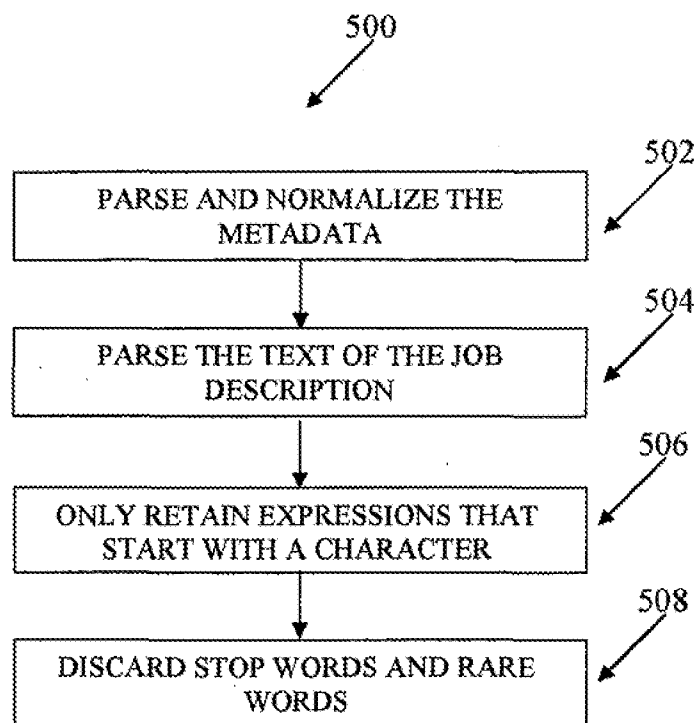 500
502
PARSE AND NORMALIZE THE
METADATA
504
PARSE THE TEXT OF THE JOB
DESCRIPTION
506
ONLY RETAIN EXPRESSIONS THAT
START WITH A CHARACTER
508
DISCARD STOP WORDS AND RARE
WORDS